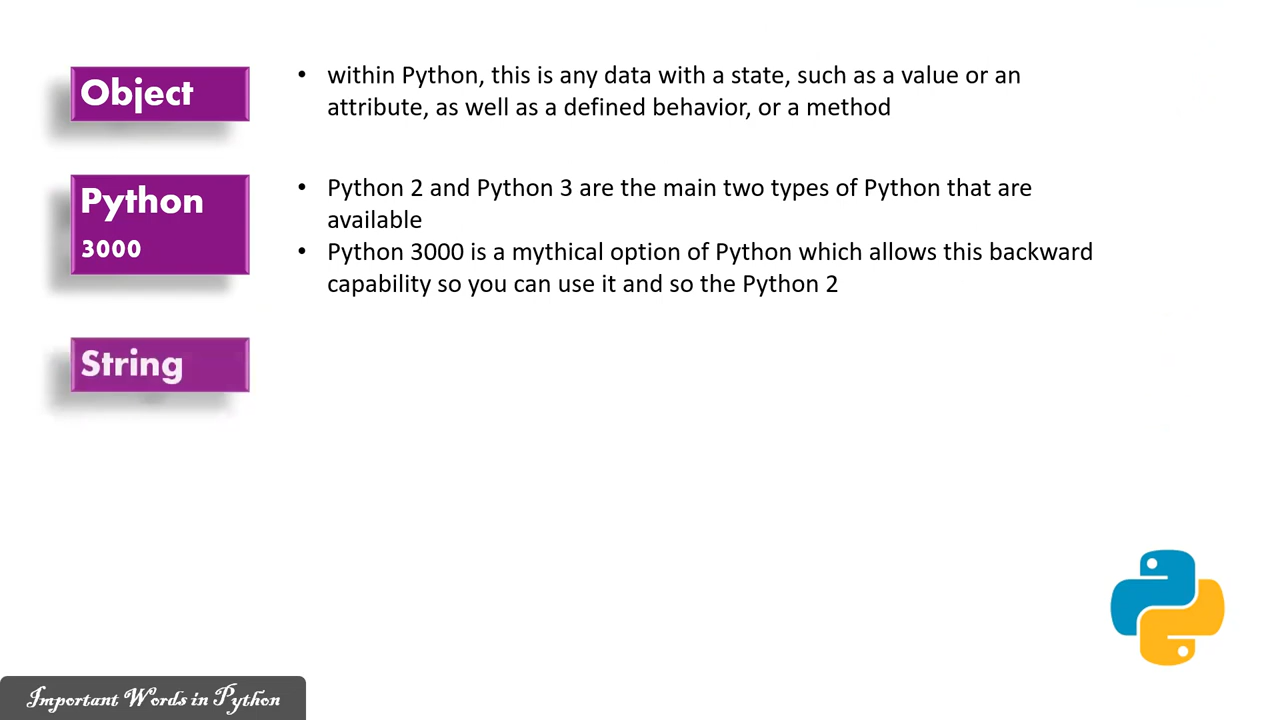 Object
• within Python, this is any data with a state, such as a value or an
attribute, as well as a defined behavior, or a method
Python
3000
• Python 2 and Python 3 are the main two types of Python that are
available
• Python 3000 is a mythical option of Python which allows this backward
capability so you can use it and so the Python 2
String
Important Words in Python